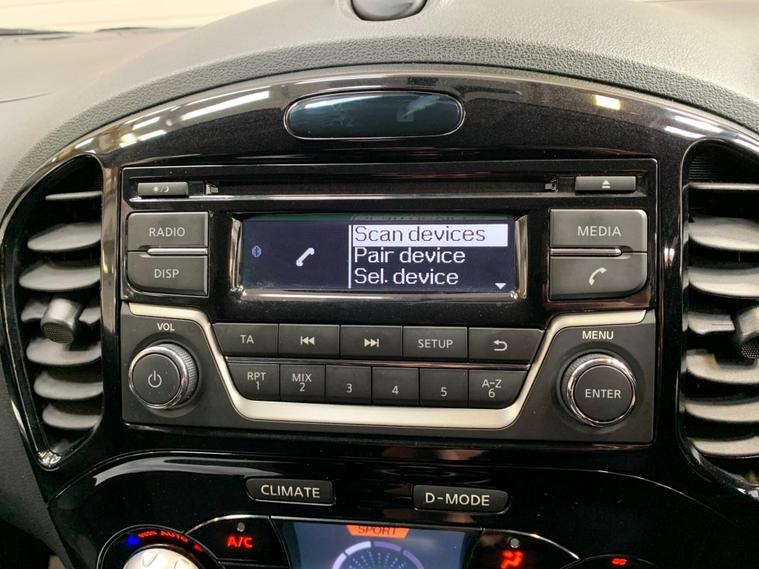 RADIO
DISP
Scan devices
Pair device
Sel. device
MEDIA
VOL
MENU
TA
SETUP
RPT
1
MIX
2
3
4
5
A-Z
6
ENTER
CLIMATE
D-MODE
AUTO
A/C
SPORT